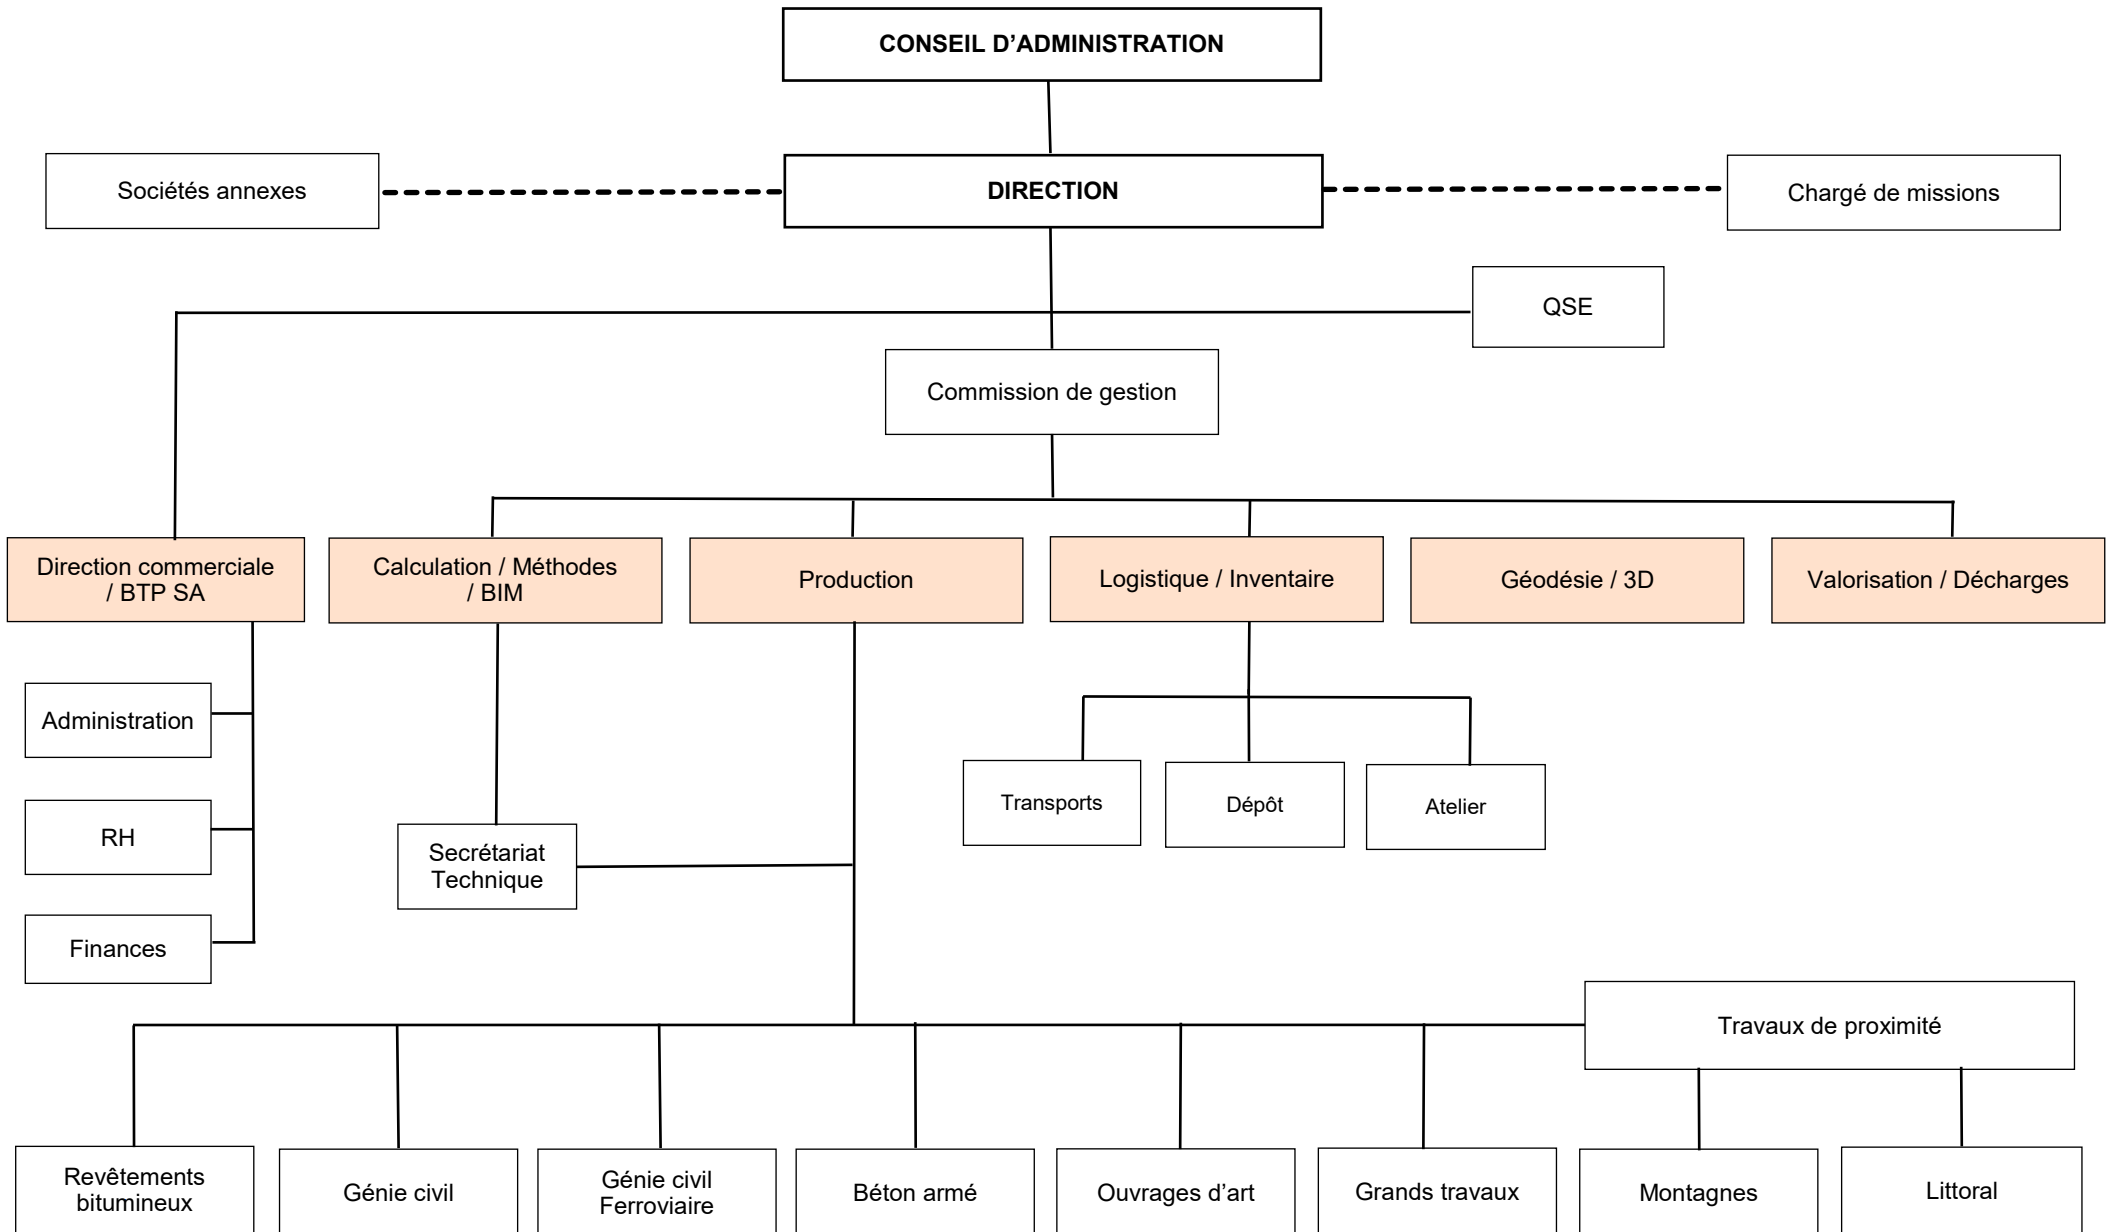 CONSEIL D’ADMINISTRATION
Sociétés annexes
DIRECTION
Chargé de missions
QSE
Commission de gestion
Direction commerciale
/ BTP SA
Calculation / Méthodes
/ BIM
Production
Logistique / Inventaire
Géodésie / 3D
Valorisation / Décharges
Administration
RH
Finances
Secrétariat
Technique
Transports
Dépôt
Atelier
Travaux de proximité
Revêtements
bitumineux
Génie civil
Génie civil
Ferroviaire
Béton armé
Ouvrages d’art
Grands travaux
Montagnes
Littoral